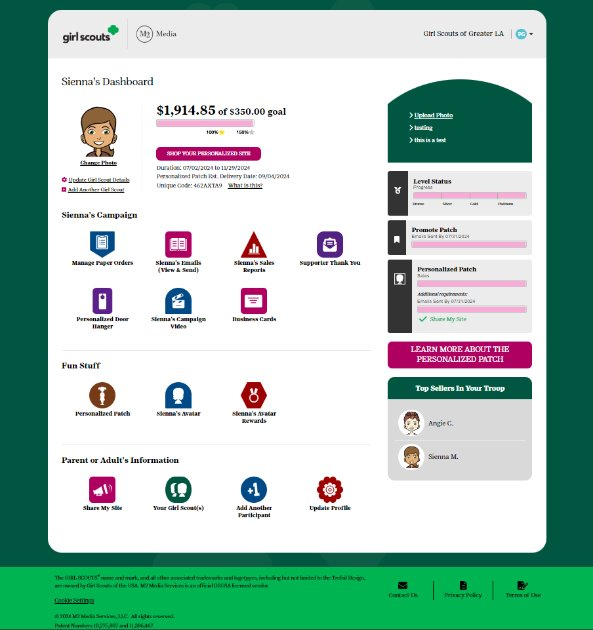 girl scouts
M2 Media
Girl Scouts of Greater LA
Sienna's Dashboard
Change Photo
Update Girl Scout Details
Add Another Girl Scout
$1,914.85 of $350.00 goal
100% 150%
SHOP YOUR PERSONALIZED SITE
Duration: 07/02/2024 to 11/29/2024
Personalized Patch Est. Delivery Date: 09/04/2024
Unique Code: 462AXTA9 What is this?
Sienna's Campaign
Manage Paper Orders
Sienna's Emails
(View & Send)
Sienna's Sales
Reports
Supporter Thank You
Personalized Door
Hanger
Sienna's Campaign
Video
Business Cards
Fun Stuff
Personalized Patch
Sienna's Avatar
Sienna's Avatar
Rewards
Parent or Adult's Information
Share My Site
Your Girl Scout(s)
Add Another
Participant
Update Profile
Upload Photo
testing
this is a test
Level Status
Progress
Bronze Silver Gold Platinum
Promote Patch
Emails Sent By 07/31/2024
Personalized Patch
Sales
Additional requirements:
Emails Sent By 07/31/2024
Share My Site
LEARN MORE ABOUT THE
PERSONALIZED PATCH
Top Sellers In Your Troop
Angie C.
Sienna M.
The GIRL SCOUTS® name and mark, and all other associated trademarks and logotypes, including but not limited to the Trefoil Design,
are owned by Girl Scouts of the USA. M2 Media Services is an official GSUSA licensed vendor.
Cookie Settings
© 2024 M2 Media Services, LLC. All rights reserved.
Contact Us
Privacy Policy
Terms of Use